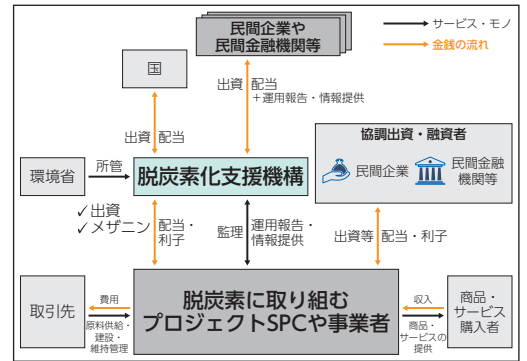 民間企業や
民間金融機関等
サービス・モノ
金銭の流れ
国
出資
配当
＋運用報告・情報提供
出資
配当
協調出資・融資者
民間企業
民間金融
機関等
環境省
所管
脱炭素化支援機構
✓出資
✓メザニン
配当・
利子
監理
運用報告・
情報提供
出資等
配当・利子
取引先
費用
原料供給・
建設・
維持管理
脱炭素に取り組む
プロジェクトSPCや事業者
収入
商品・
サービスの
提供
商品・
サービス
購入者